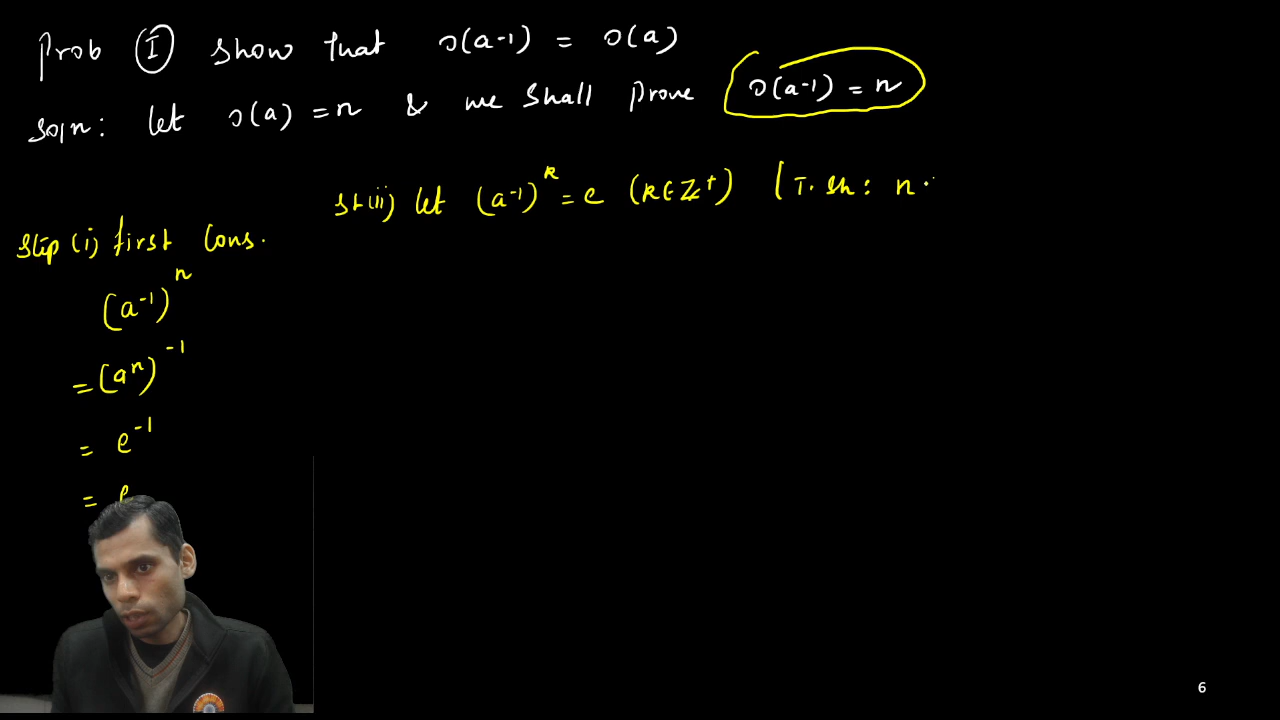 Prob (I) show that o(a-1) = o(a)
Soln: let o(a) = n & we shall prove o(a-1) = n
St(ii) let (a-1)^k = e (k∈Z+) [T. Sh: n.
Step (i) first Cons.
(a-1)^n
= (a^n)^-1
= e^-1
= e
6